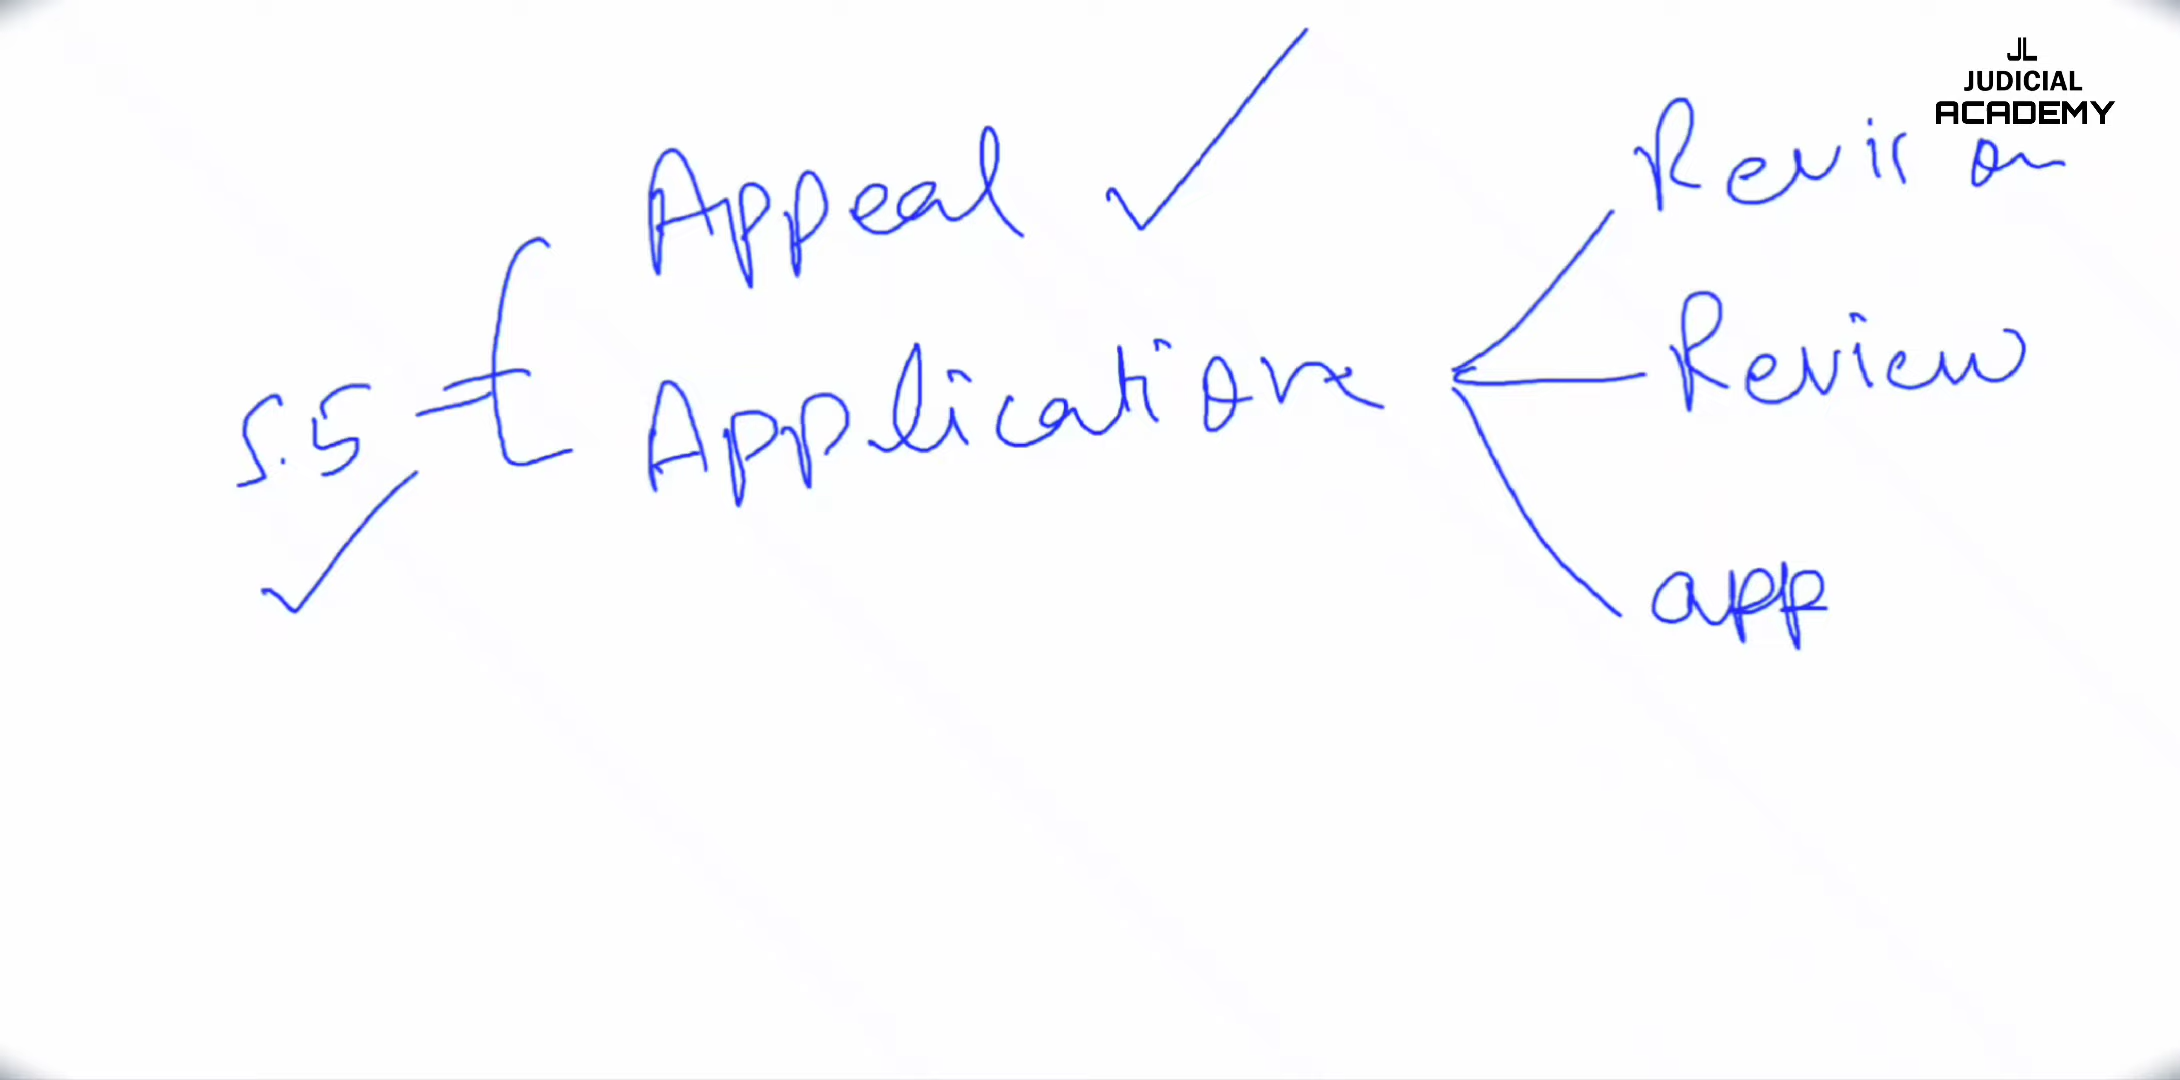 JL
JUDICIAL
ACADEMY
Revision
Appeal
Review
S.5 =
Application
app